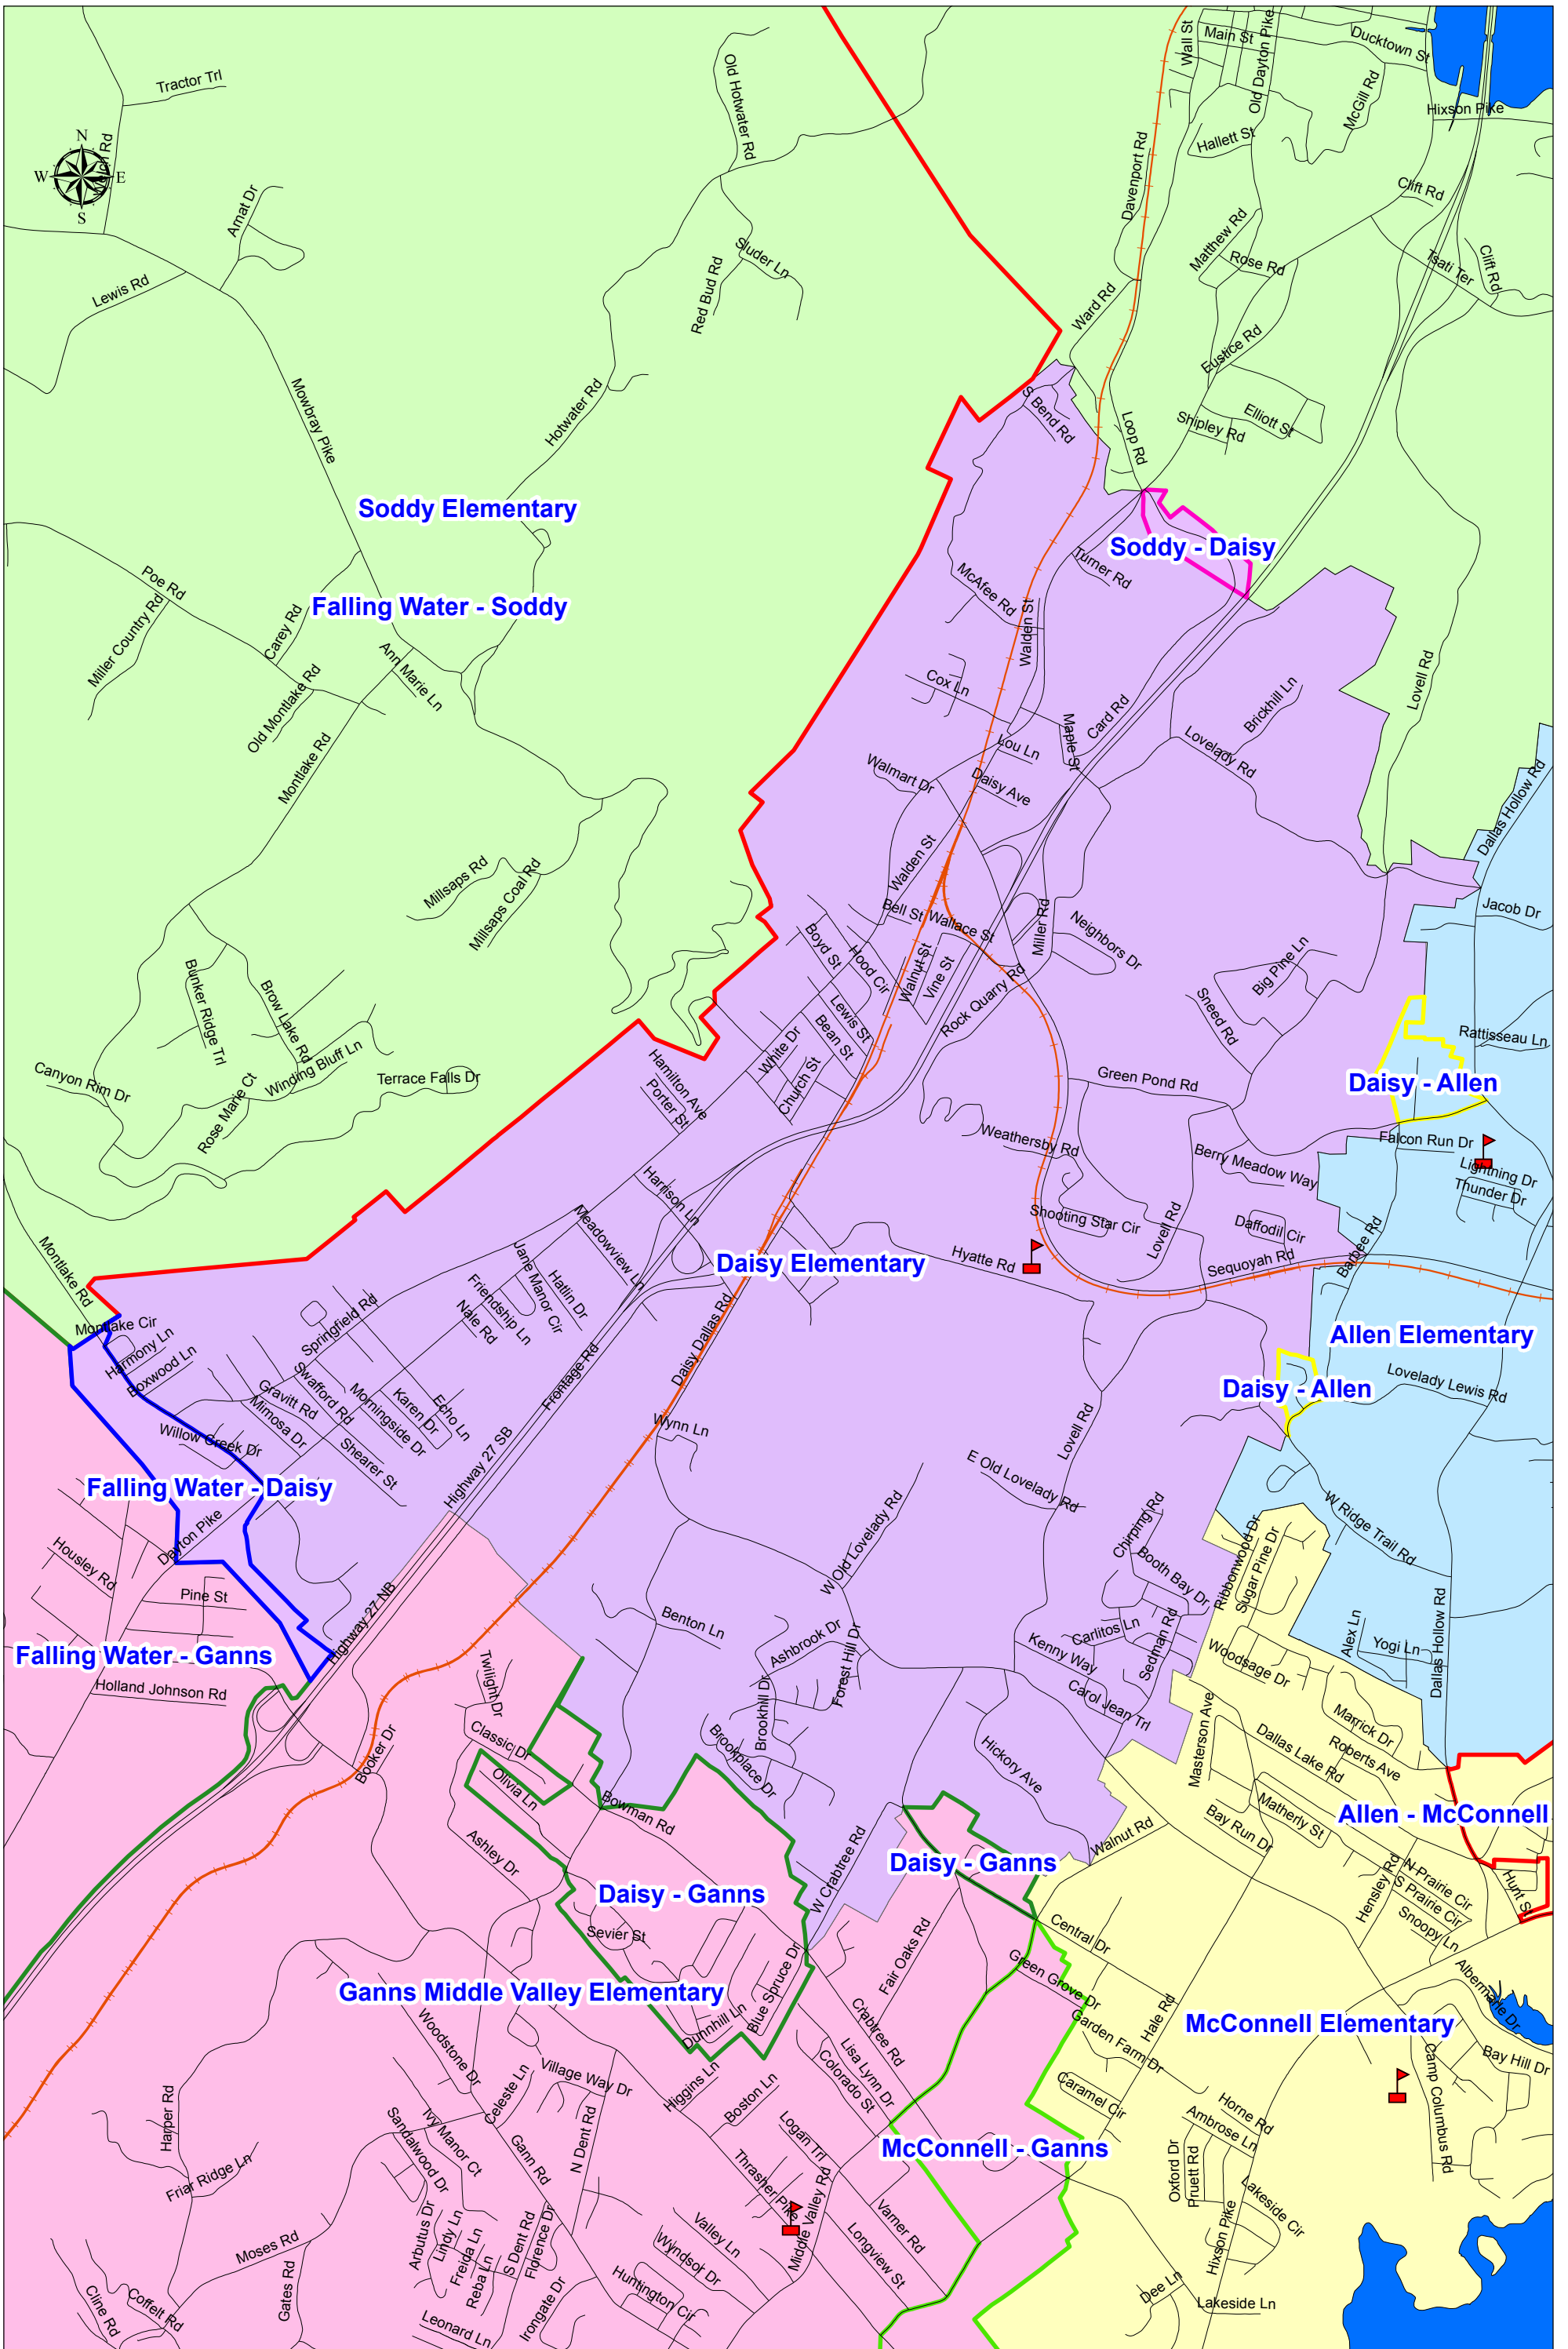 Tractor Trl
Old Hotwater Rd
Wall St
Main St
Old Dayton Pike
Ducktown St
McGill Rd
Hixson Pike
Hallett St
N
W
E
S
Arnat Dr
Davenport Rd
Clift Rd
Lewis Rd
Sluder Ln
Red Bud Rd
Matthew Rd
Rose Rd
Tsati Ter
Clift Rd
Ward Rd
Eustice Rd
Mowbray Pike
Hotwater Rd
S Bend Rd
Loop Rd
Shipley Rd
Elliott St
Soddy Elementary
Soddy - Daisy
Turner Rd
Poe Rd
Miller Country Rd
Carey Rd
Falling Water - Soddy
McAfee Rd
Walden St
Old Montlake Rd
Ann Marie Ln
Cox Ln
Lovell Rd
Brickhill Ln
Card Rd
Maple St
Montlake Rd
Lou Ln
Lovelady Rd
Walmart Dr
Daisy Ave
Dallas Hollow Rd
Millsaps Rd
Millsaps Coal Rd
Walden St
Bell St
Wallace St
Miller Rd
Neighbors Dr
Jacob Dr
Boyd St
Hood Cir
Walnut St
Vine St
Rock Quarry Rd
Big Pine Ln
Sneed Rd
Bunker Ridge Trl
Brow Lake Rd
Lewis St
Bean St
White Dr
Church St
Rattisseau Ln
Canyon Rim Dr
Winding Bluff Ln
Rose Marie Ct
Terrace Falls Dr
Hamilton Ave
Porter St
Green Pond Rd
Daisy - Allen
Weathersby Rd
Berry Meadow Way
Falcon Run Dr
Lightning Dr
Thunder Dr
Harrison Ln
Meadowview Ln
Shooting Star Cir
Lovell Rd
Daffodil Cir
Barbee Rd
Montlake Rd
Jane Manor Cir
Hatlin Dr
Friendship Ln
Nale Rd
Daisy Elementary
Hyatte Rd
Sequoyah Rd
Montlake Cir
Harmony Ln
Boxwood Ln
Springfield Rd
Swafford Rd
Gravitt Rd
Mimosa Dr
Morningside Dr
Karen Dr
Echo Ln
Shearer St
Frontage Rd
Daisy Dallas Rd
Allen Elementary
Daisy - Allen
Lovelady Lewis Rd
Willow Creek Dr
Wynn Ln
Lovell Rd
Falling Water - Daisy
Highway 27 SB
E Old Lovelady Rd
W Ridge Trail Rd
Dayton Pike
Housley Rd
W Old Lovelady Rd
Chirping Rd
Booth Bay Dr
Ribbonwood Dr
Sugar Pine Dr
Pine St
Highway 27 NB
Benton Ln
Ashbrook Dr
Forest Hill Dr
Kenny Way
Carlitos Ln
Sedman Rd
Alex Ln
Yogi Ln
Dallas Hollow Rd
Falling Water - Ganns
Holland Johnson Rd
Twilight Dr
Brookhill Dr
Carol Jean Trl
Woodsage Dr
Booker Dr
Classic Dr
Brookplace Dr
Hickory Ave
Masterson Ave
Marrick Dr
Roberts Ave
Dallas Lake Rd
Olivia Ln
Bowman Rd
Walnut Rd
Bay Run Dr
Matherly St
Allen - McConnell
Ashley Dr
W Crabtree Rd
Daisy - Ganns
Hensley Rd
N Prairie Cir
S Prairie Cir
Hunt St
Daisy - Ganns
Sevier St
Fair Oaks Rd
Central Dr
Snoopy Ln
Ganns Middle Valley Elementary
Blue Spruce Dr
Dunnhill Ln
Green Grove Dr
Albemarle Dr
Woodstone Dr
Crabtree Rd
Garden Farm Dr
Hale Rd
McConnell Elementary
Celeste Ln
Village Way Dr
Higgins Ln
Boston Ln
Lisa Lynn Dr
Colorado St
Caramel Cir
Camp Columbus Rd
Bay Hill Dr
Harper Rd
Sandalwood Dr
Ivy Manor Ct
Gann Rd
N Dent Rd
Logan Trl
McConnell - Ganns
Horne Rd
Ambrose Ln
Friar Ridge Ln
Thrasher Pike
Oxford Dr
Pruett Rd
Lakeside Cir
Moses Rd
Arbutus Dr
Lindy Ln
Freida Ln
Reba Ln
S Dent Rd
Florence Dr
Valley Ln
Wyndsor Dr
Middle Valley Rd
Varner Rd
Longview St
Hixson Pike
Gates Rd
Coffelt Rd
Cline Rd
Leonard Ln
Irongate Dr
Huntington Cir
Dee Ln
Lakeside Ln